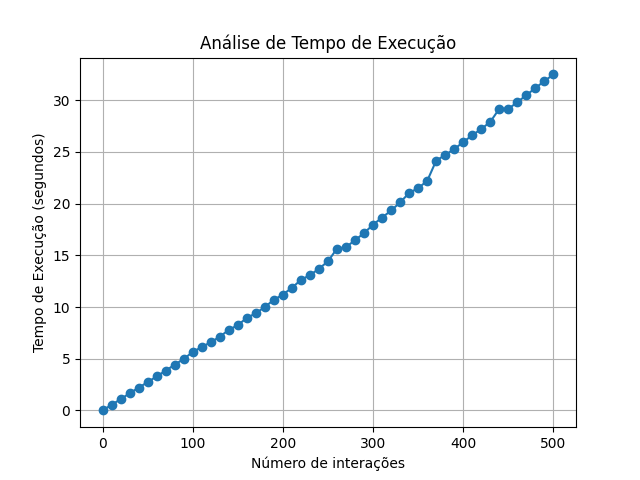 Análise de Tempo de Execução
Tempo de Execução (segundos)
30
25
20
15
10
5
0
0 100 200 300 400 500
Número de interações